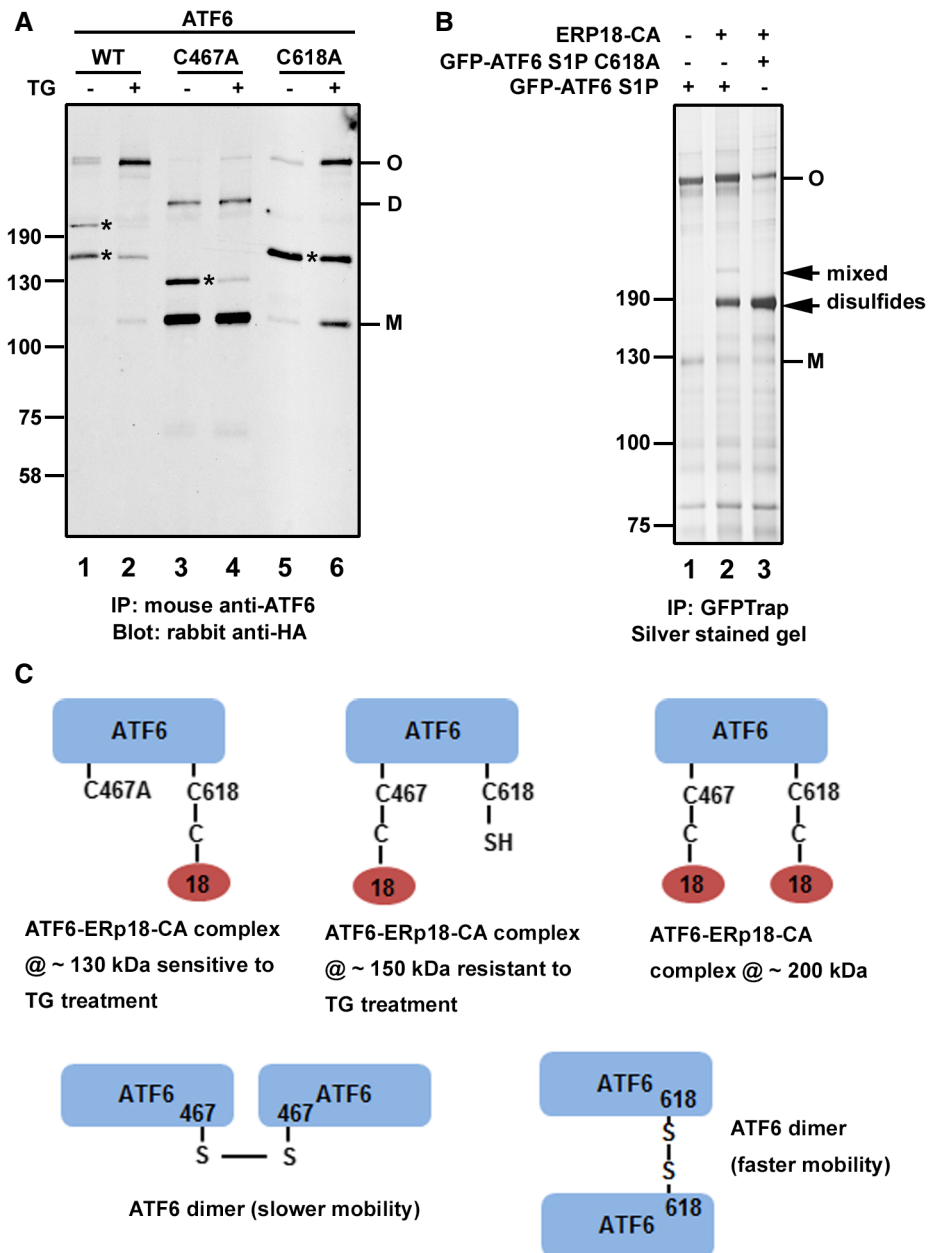 A
ATF6
WT C467A C618A
TG - + - + - +
O
D
*
190
* *
130 *
M
100
75
58
1 2 3 4 5 6
IP: mouse anti-ATF6
Blot: rabbit anti-HA
B
ERP18-CA - + +
GFP-ATF6 S1P C618A - - +
GFP-ATF6 S1P + + -
O
mixed
190 disulfides
130 M
100
75
1 2 3
IP: GFPTrap
Silver stained gel
C
ATF6
C467A C618
C
18
ATF6-ERp18-CA complex
@ ~ 130 kDa sensitive to
TG treatment
ATF6
C467 C618
C SH
18
ATF6-ERp18-CA complex
@ ~ 150 kDa resistant to
TG treatment
ATF6
C467 C618
C C
18 18
ATF6-ERp18-CA
complex @ ~ 200 kDa
ATF6 ATF6
467 467
S S
ATF6 dimer (slower mobility)
ATF6
618
S
S
618
ATF6
ATF6 dimer
(faster mobility)